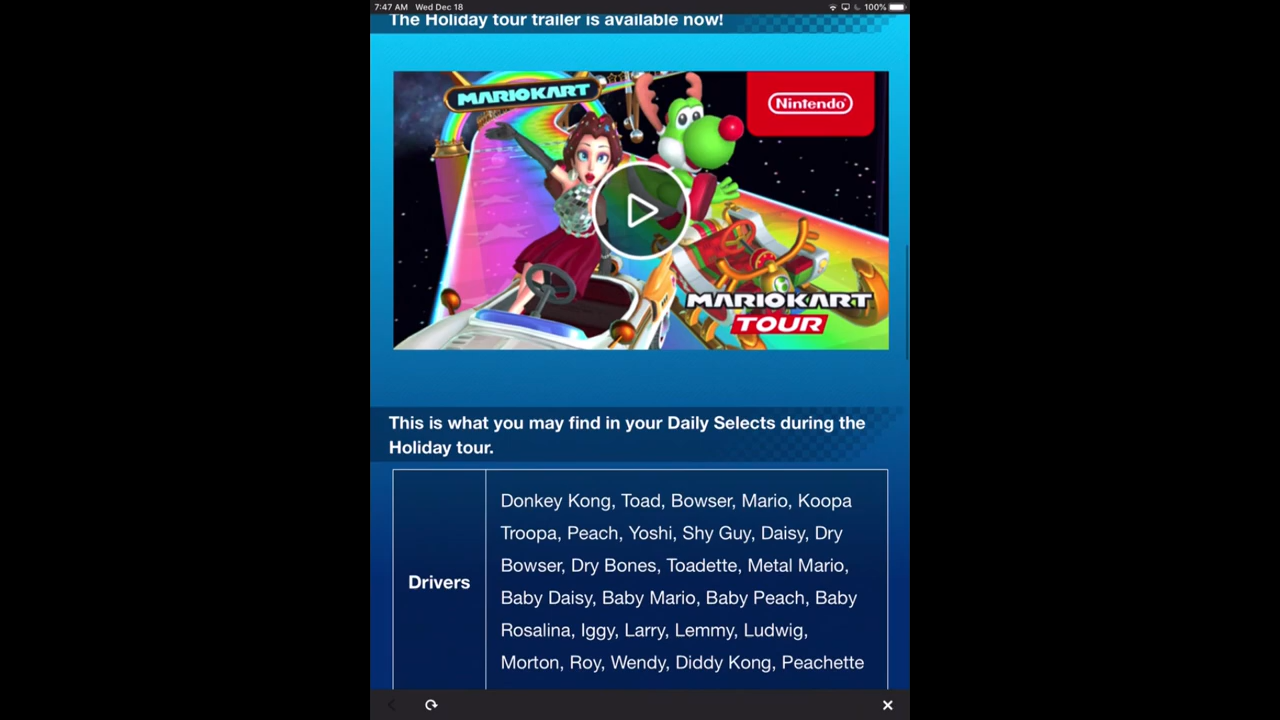 7:47 AM Wed Dec 18
100%
The Holiday tour trailer is available now!
MARIOKART
Nintendo
MARIOKART
TOUR
This is what you may find in your Daily Selects during the
Holiday tour.
Drivers
Donkey Kong, Toad, Bowser, Mario, Koopa
Troopa, Peach, Yoshi, Shy Guy, Daisy, Dry
Bowser, Dry Bones, Toadette, Metal Mario,
Baby Daisy, Baby Mario, Baby Peach, Baby
Rosalina, Iggy, Larry, Lemmy, Ludwig,
Morton, Roy, Wendy, Diddy Kong, Peachette